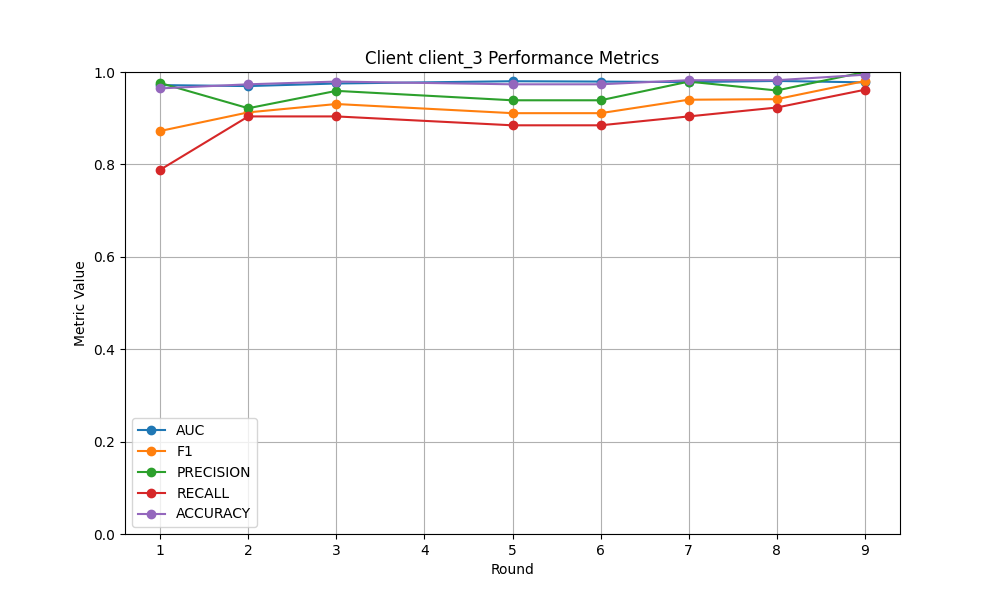 Client client_3 Performance Metrics
Metric Value
1.0
0.8
0.6
0.4
0.2
0.0
AUC
F1
PRECISION
RECALL
ACCURACY
1 2 3 4 5 6 7 8 9
Round